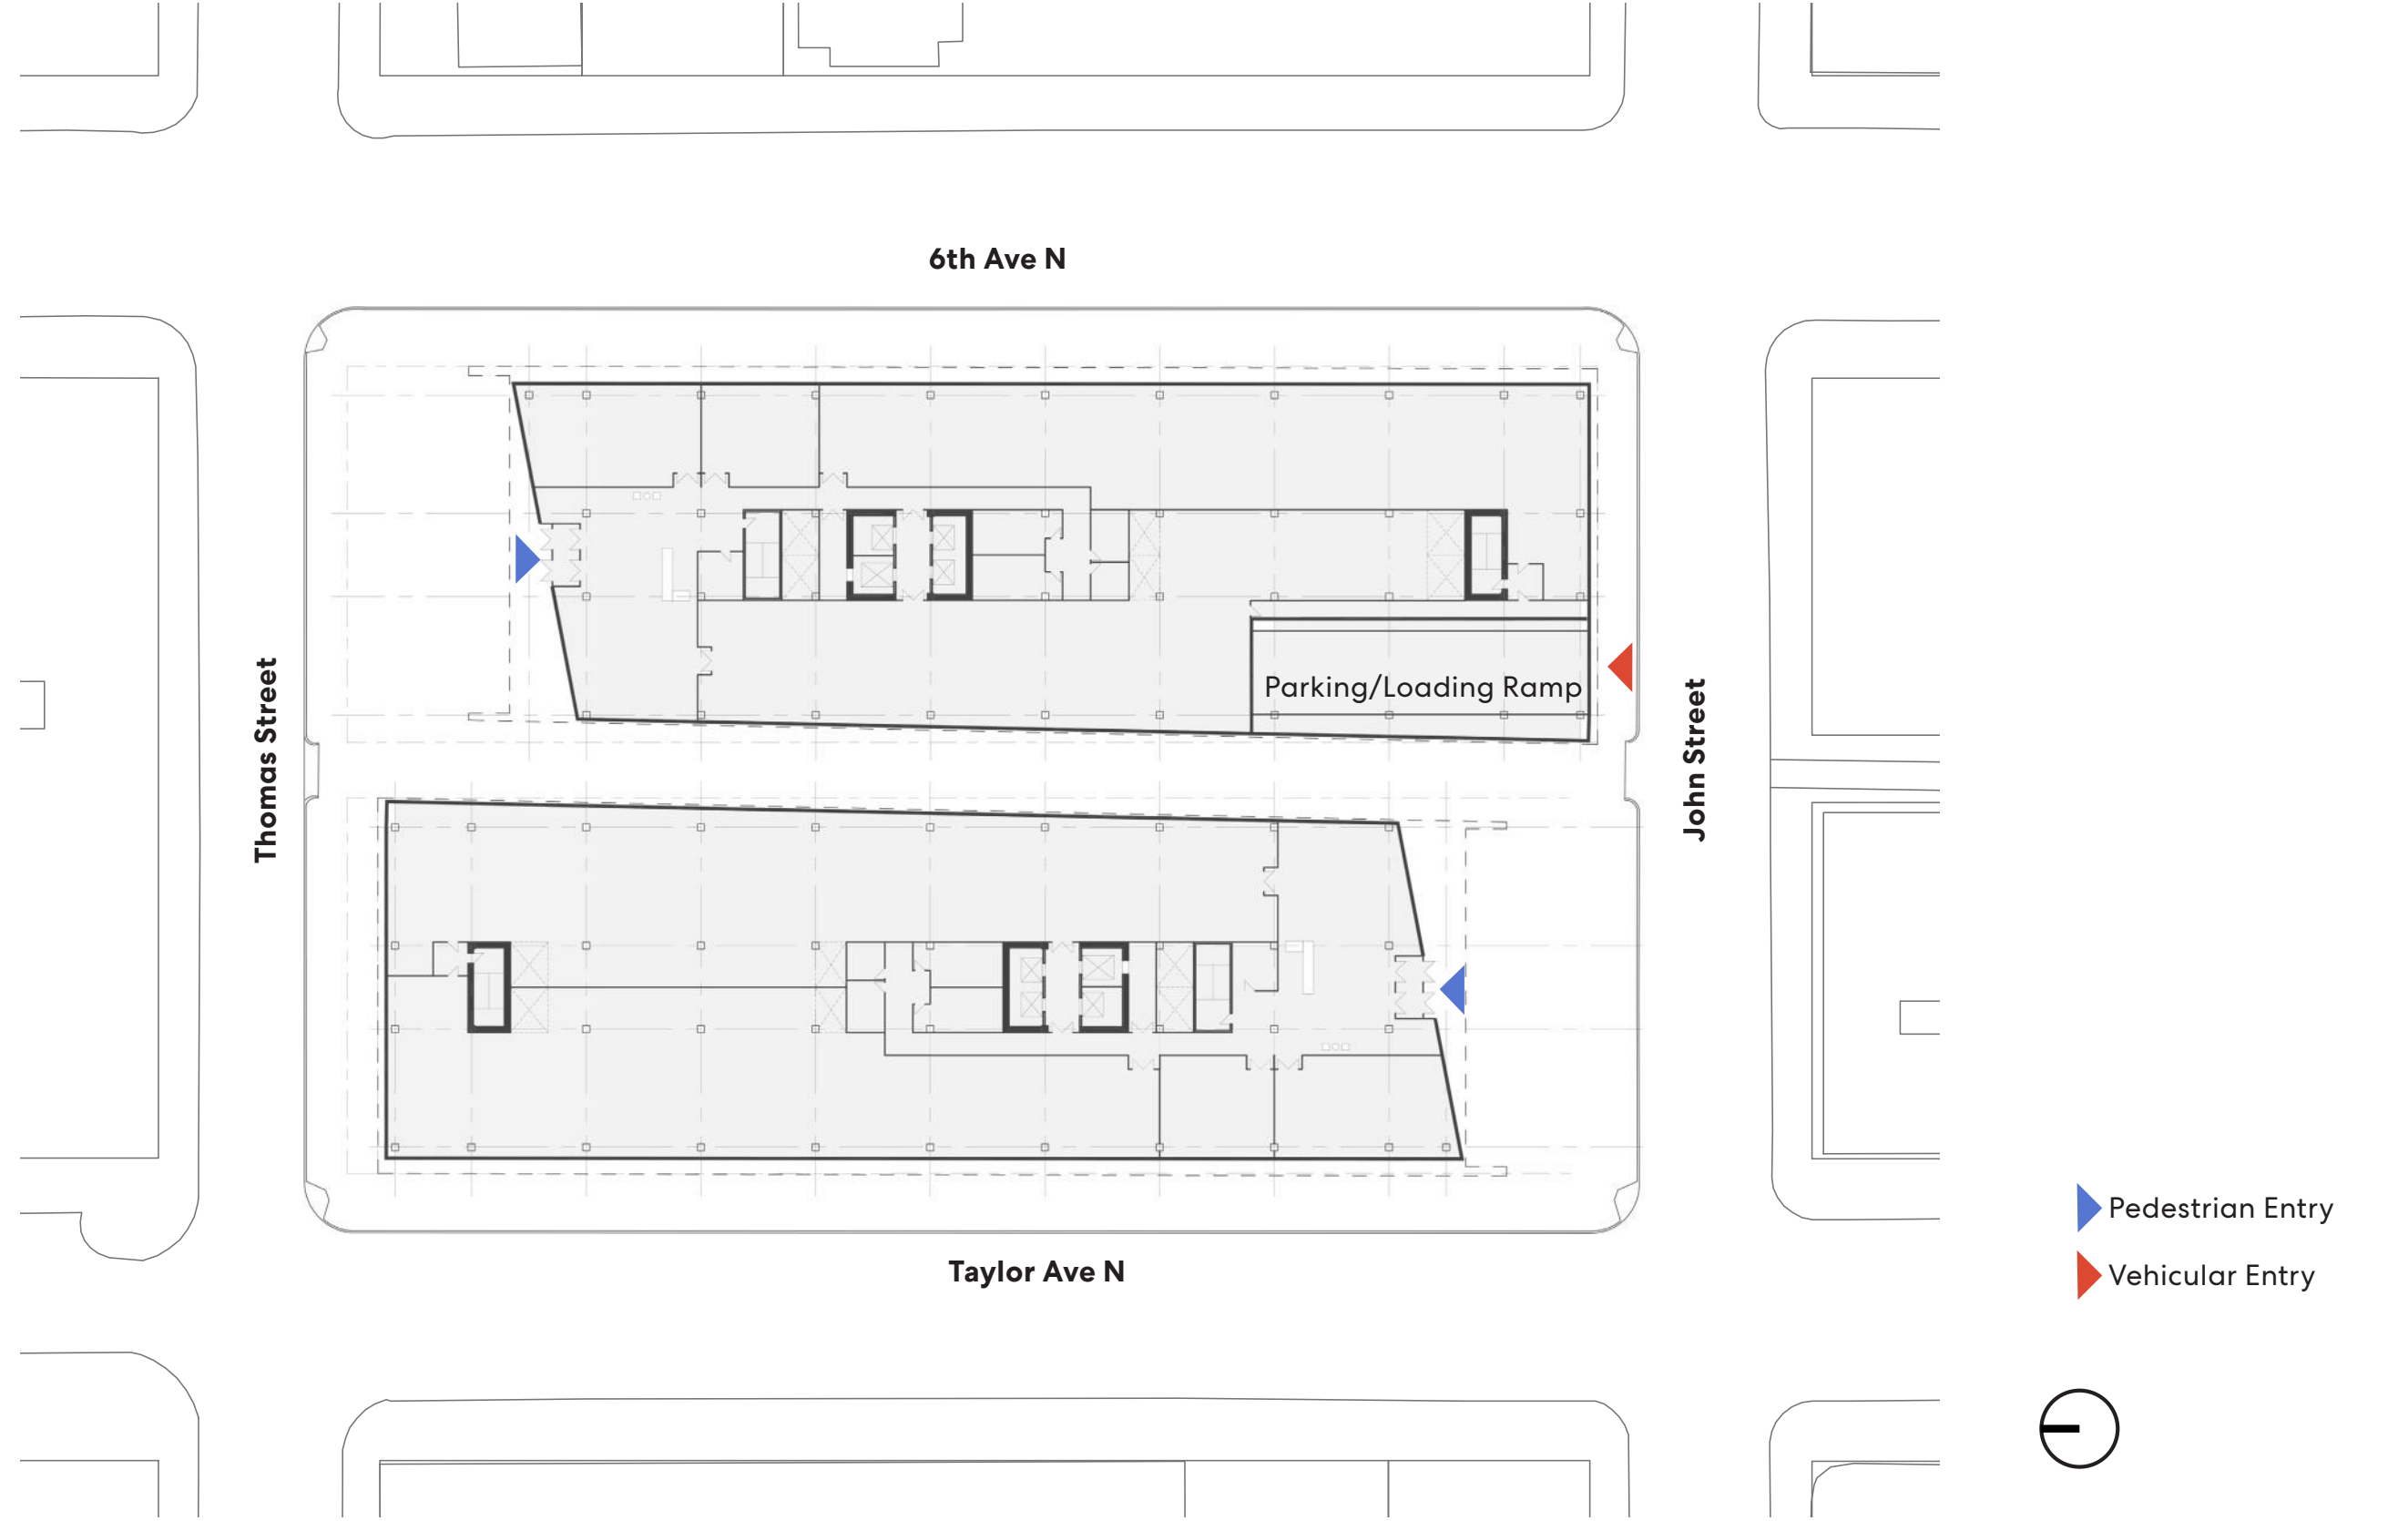 6th Ave N
Thomas Street
Parking/Loading Ramp
John Street
Taylor Ave N
Pedestrian Entry
Vehicular Entry